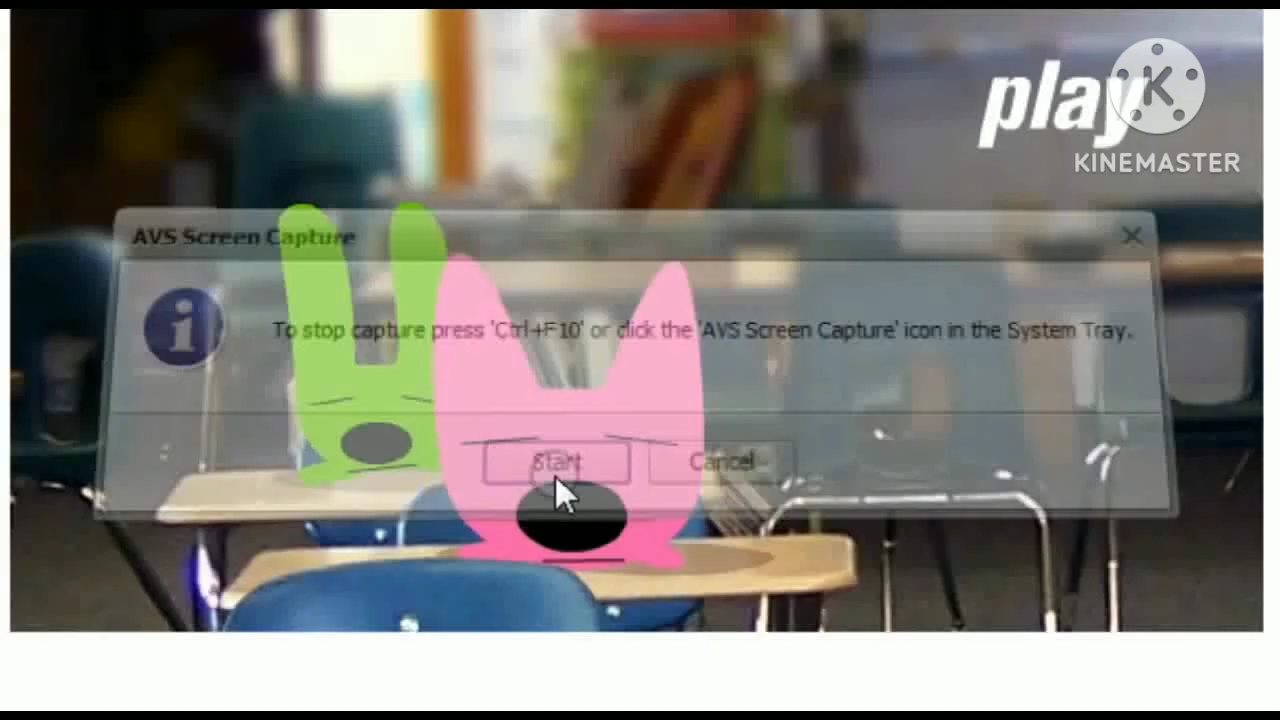 play
K
KINEMASTER
AVS Screen Capture
To stop capture press 'Ctrl+F10' or click the 'AVS Screen Capture' icon in the System Tray.
Start
Cancel